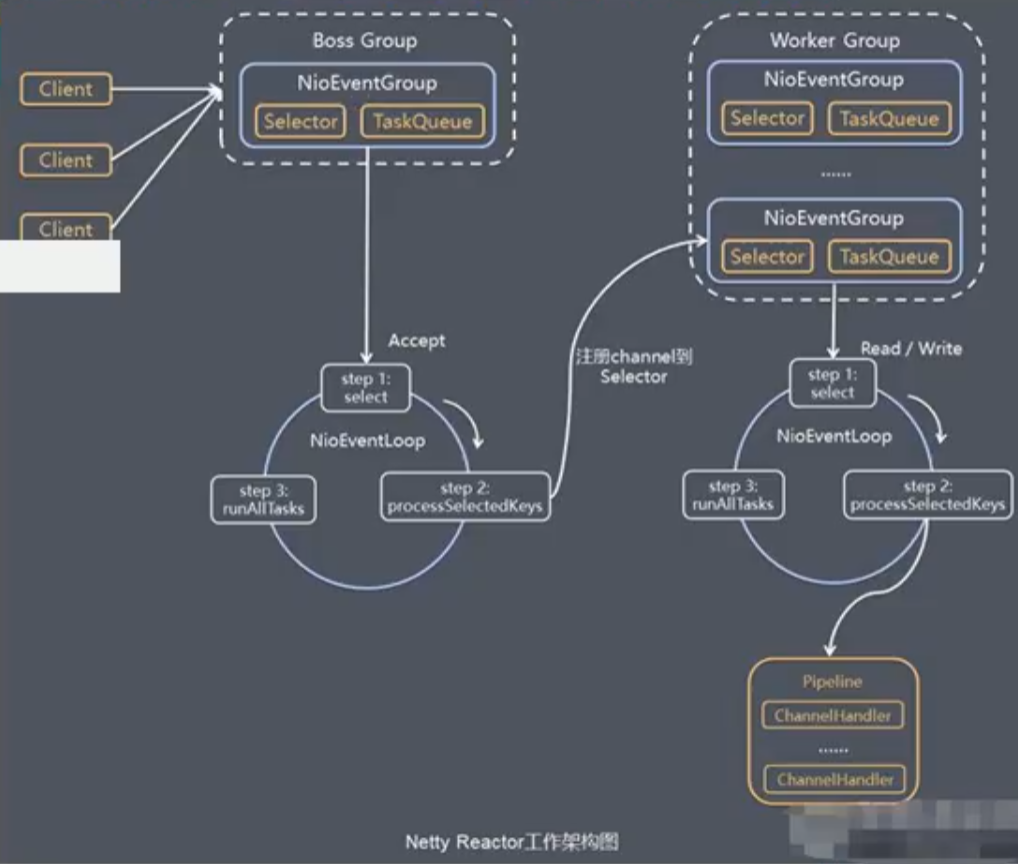 Boss Group
NioEventGroup
Selector
TaskQueue
Client
Client
Client
Worker Group
NioEventGroup
Selector
TaskQueue
......
NioEventGroup
Selector
TaskQueue
Accept
step 1:
select
NioEventLoop
step 2:
processSelectedKeys
step 3:
runAllTasks
注册channel到
Selector
Read / Write
step 1:
select
NioEventLoop
step 2:
processSelectedKeys
step 3:
runAllTasks
Pipeline
ChannelHandler
......
ChannelHandler
Netty Reactor工作架构图